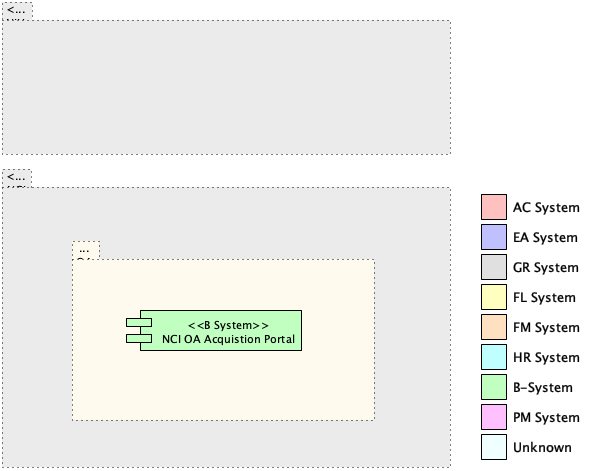 <...
<...
...
<<B System>>
NCI OA Acquistion Portal
AC System
EA System
GR System
FL System
FM System
HR System
B-System
PM System
Unknown